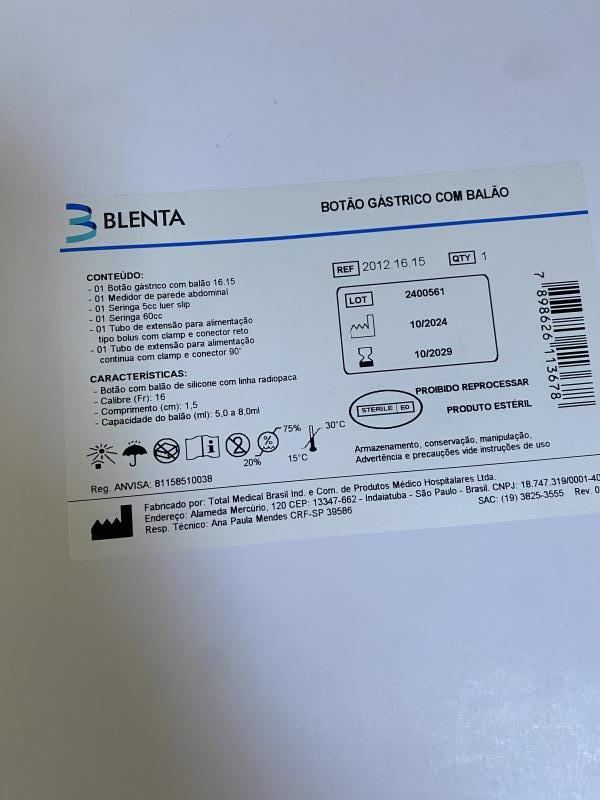 BLENTA
BOTÃO GÁSTRICO COM BALÃO
CONTEÚDO:
- 01 Botão gástrico com balão 16.15
- 01 Medidor de parede abdominal
- 01 Seringa 5cc luer slip
- 01 Seringa 60cc
- 01 Tubo de extensão para alimentação
tipo bolus com clamp e conector reto
- 01 Tubo de extensão para alimentação
continua com clamp e conector 90°
CARACTERÍSTICAS:
- Botão com balão de silicone com linha radiopaca
- Calibre (Fr): 16
- Comprimento (cm): 1,5
- Capacidade do balão (ml): 5,0 a 8,0ml
REF 2012.16.15 QTY 1
LOT 2400561
10/2024
10/2029
7 898626 113678
STERILE EO
PROIBIDO REPROCESSAR
PRODUTO ESTÉRIL
2
i
%
75%
20%
30°C
15°C
Armazenamento, conservação, manipulação,
Advertência e precauções vide instruções de uso
Reg. ANVISA: 81158510038
Fabricado por: Total Medical Brasil Ind. e Com. de Produtos Médico Hospitalares Ltda.
Endereço: Alameda Mercúrio, 120 CEP: 13347-662 - Indaiatuba - São Paulo - Brasil. CNPJ: 18.747.319/0001-40
Resp. Técnico: Ana Paula Mendes CRF-SP 39586
SAC: (19) 3825-3555 Rev. 0